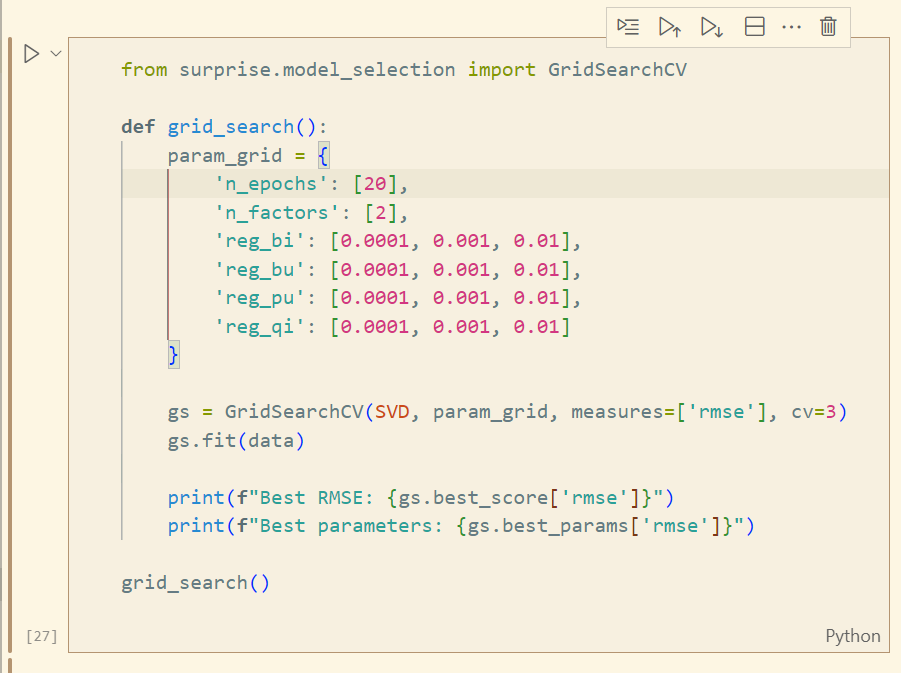 from surprise.model_selection import GridSearchCV
def grid_search():
param_grid = {
'n_epochs': [20],
'n_factors': [2],
'reg_bi': [0.0001, 0.001, 0.01],
'reg_bu': [0.0001, 0.001, 0.01],
'reg_pu': [0.0001, 0.001, 0.01],
'reg_qi': [0.0001, 0.001, 0.01]
}
gs = GridSearchCV(SVD, param_grid, measures=['rmse'], cv=3)
gs.fit(data)
print(f"Best RMSE: {gs.best_score['rmse']}")
print(f"Best parameters: {gs.best_params['rmse']}")
grid_search()
[27]
Python